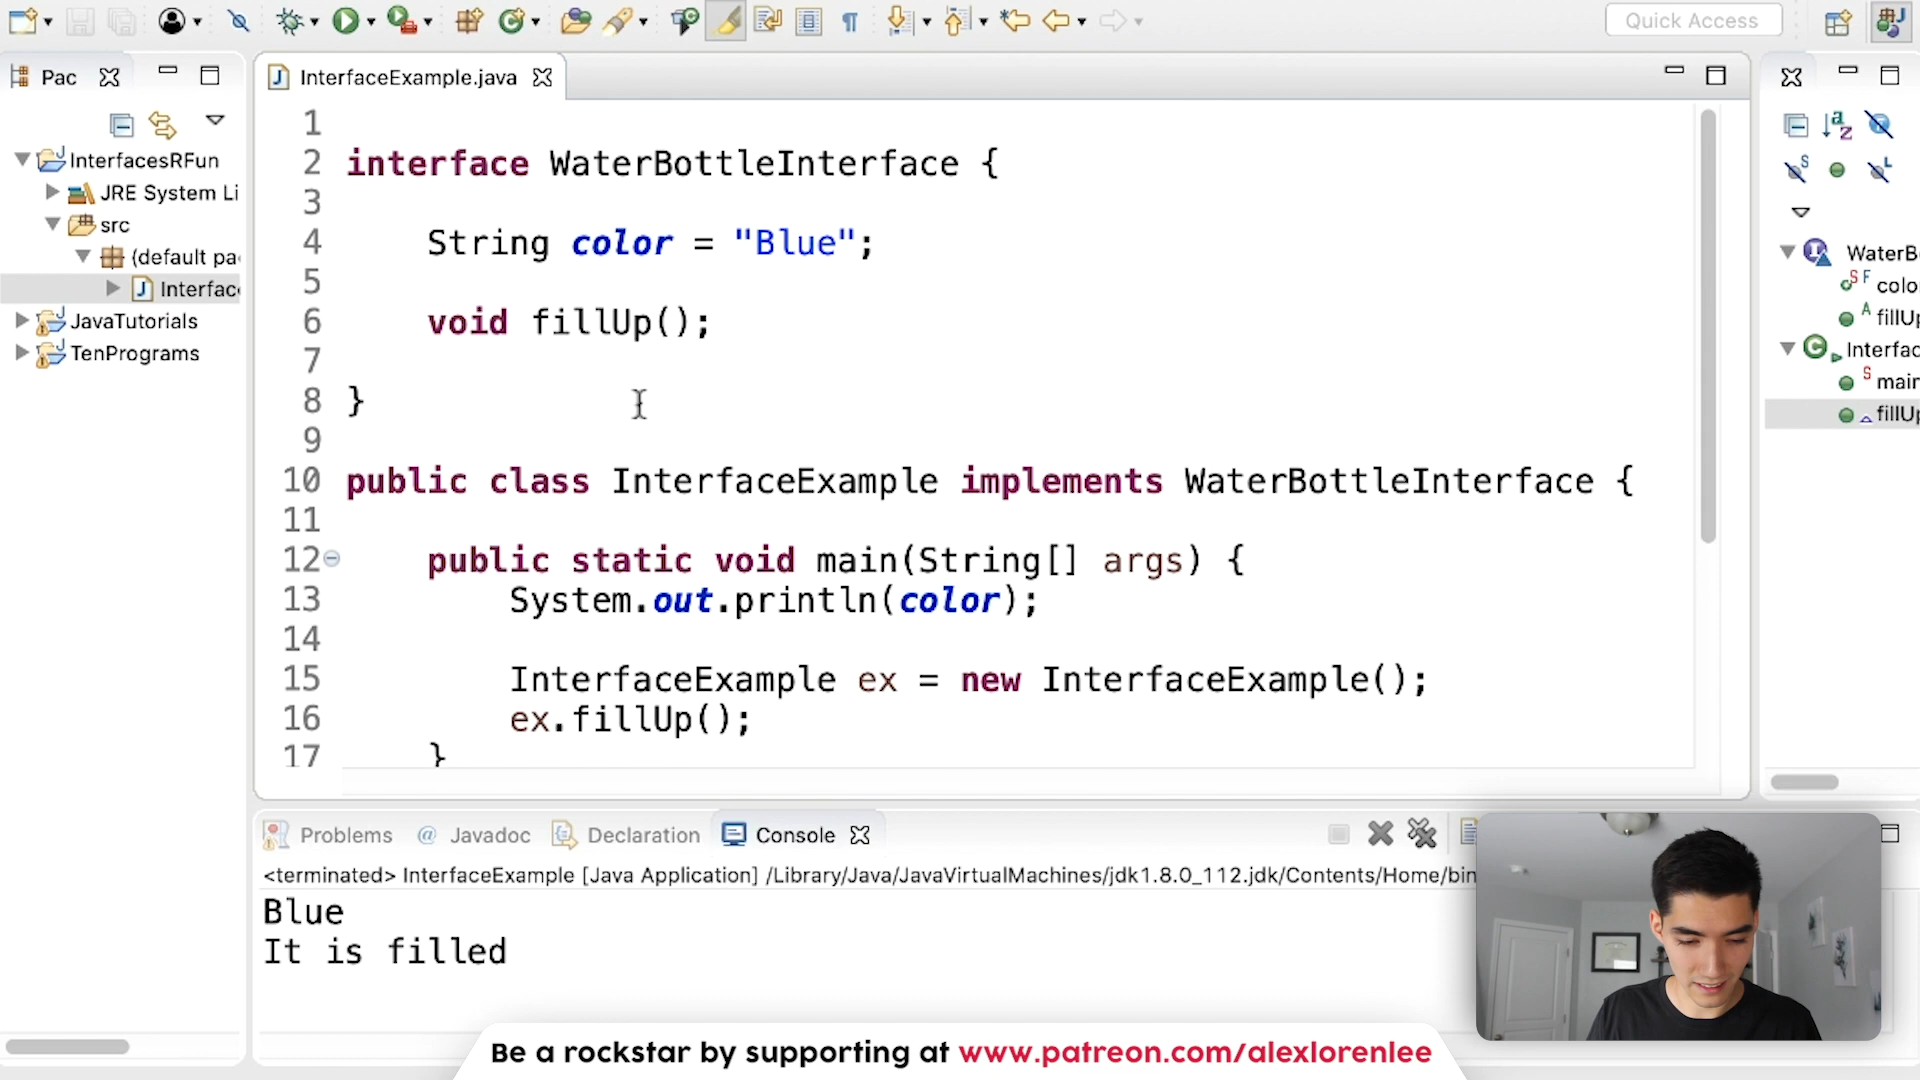 Quick Access
Pac
InterfacesRFun
JRE System Li
src
(default pa
Interfac
JavaTutorials
TenPrograms
InterfaceExample.java
1
2 interface WaterBottleInterface {
3
4 String color = "Blue";
5
6 void fillUp();
7
8 }
9
10 public class InterfaceExample implements WaterBottleInterface {
11
12 public static void main(String[] args) {
13 System.out.println(color);
14
15 InterfaceExample ex = new InterfaceExample();
16 ex.fillUp();
17 }
WaterB
colo
fillUp
Interfac
main
fillUp
Problems @ Javadoc Declaration Console
<terminated> InterfaceExample [Java Application] /Library/Java/JavaVirtualMachines/jdk1.8.0_112.jdk/Contents/Home/bin
Blue
It is filled
Be a rockstar by supporting at www.patreon.com/alexlorenlee